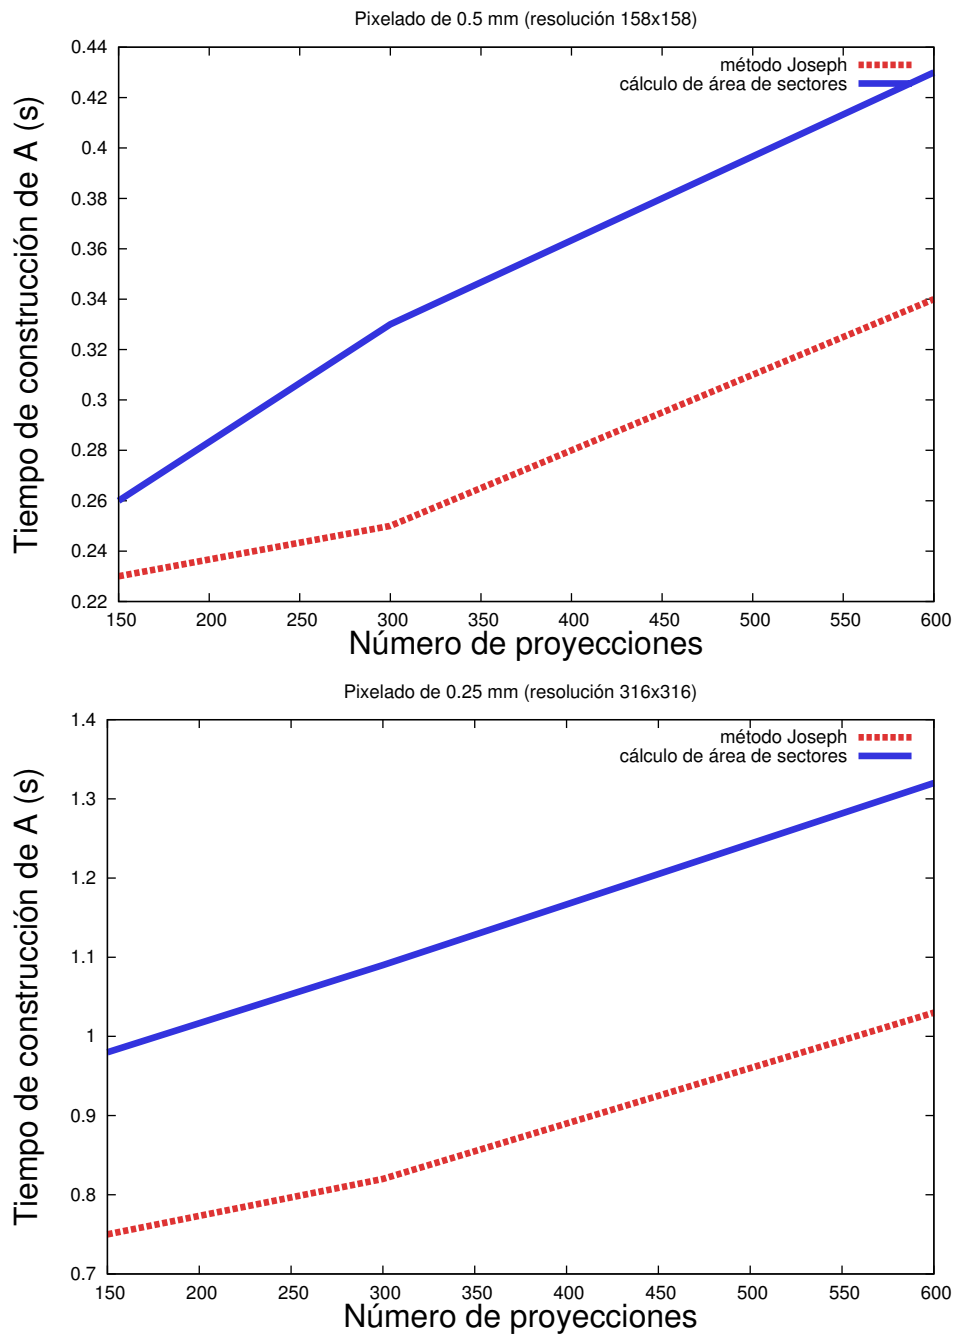 Pixelado de 0.5 mm (resolución 158x158)
0.44
método Joseph
cálculo de área de sectores
0.42
0.4
0.38
0.36
0.34
0.32
0.3
0.28
0.26
0.24
0.22
Tiempo de construcción de A (s)
150 200 250 300 350 400 450 500 550 600
Número de proyecciones
Pixelado de 0.25 mm (resolución 316x316)
1.4
método Joseph
cálculo de área de sectores
1.3
1.2
1.1
1
0.9
0.8
0.7
Tiempo de construcción de A (s)
150 200 250 300 350 400 450 500 550 600
Número de proyecciones